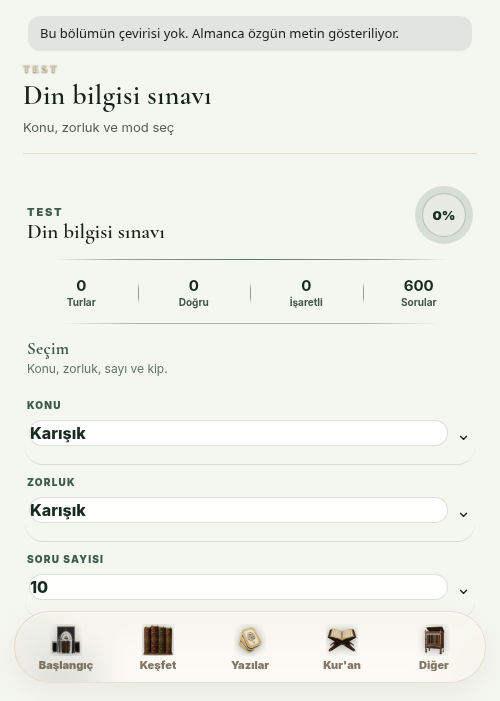 Bu bölümün çevirisi yok. Almanca özgün metin gösteriliyor.
TEST
Din bilgisi sınavı
Konu, zorluk ve mod seç
TEST
Din bilgisi sınavı
0%
0
Turlar
0
Doğru
0
İşaretli
600
Sorular
Seçim
Konu, zorluk, sayı ve kip.
KONU
Karışık
ZORLUK
Karışık
SORU SAYISI
10
Başlangıç
Keşfet
Yazılar
Kur'an
Diğer